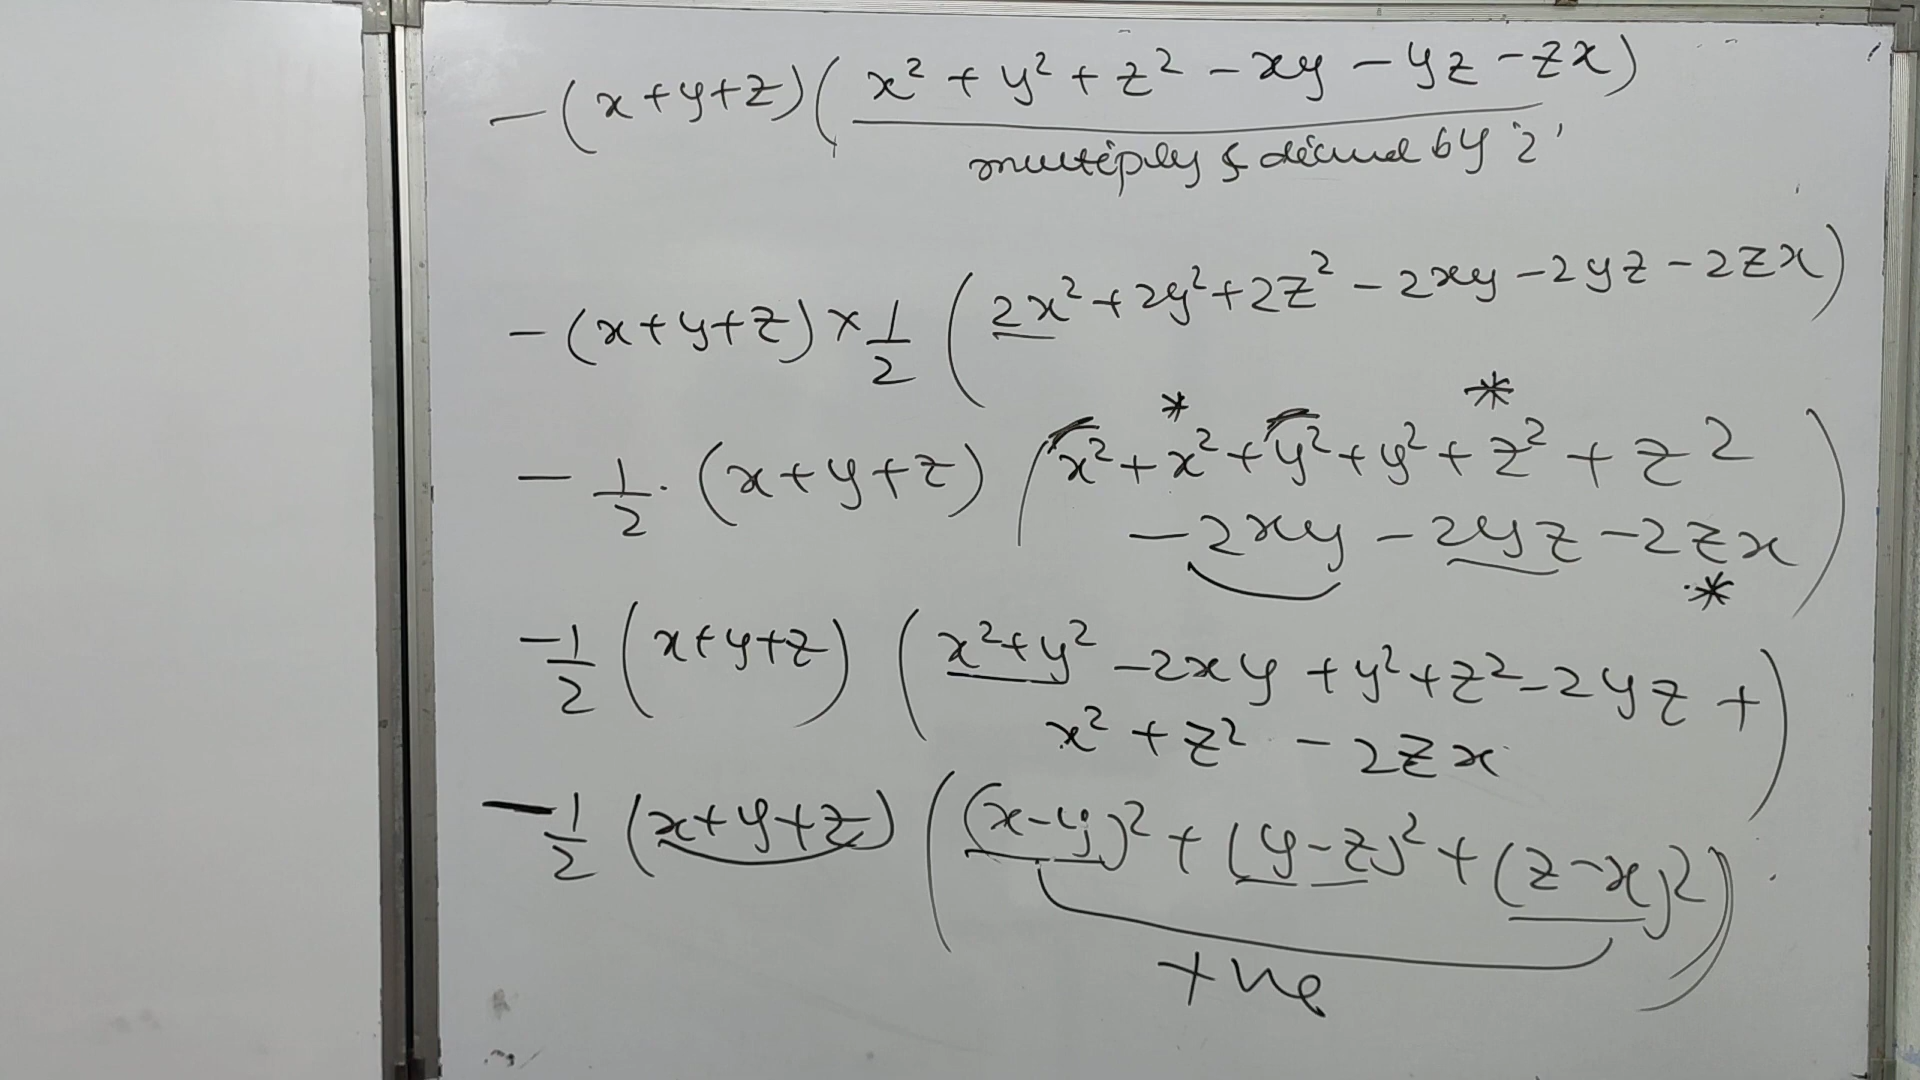 -(x+y+z)(x²+y²+z²-xy-yz-zx)
multiply & divide by '2'
-(x+y+z)×1/2(2x²+2y²+2z²-2xy-2yz-2zx)
* *
-1/2.(x+y+z)(x²+x²+y²+y²+z²+z²
-2xy-2yz-2zx)
*
-1/2(x+y+z)(x²+y²-2xy+y²+z²-2yz+
x²+z²-2zx)
-1/2(x+y+z)((x-y)²+(y-z)²+(z-x)²)
+ve